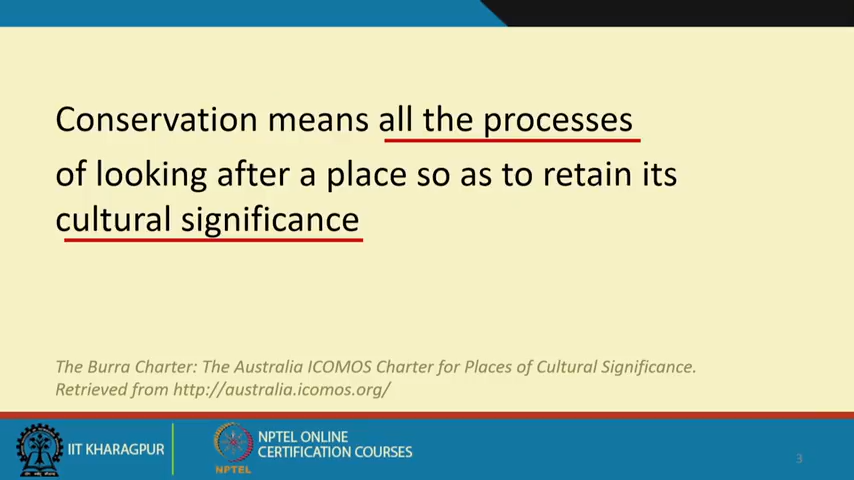 Conservation means all the processes
of looking after a place so as to retain its
cultural significance
The Burra Charter: The Australia ICOMOS Charter for Places of Cultural Significance.
Retrieved from http://australia.icomos.org/
IIT KHARAGPUR
NPTEL
NPTEL ONLINE
CERTIFICATION COURSES
3